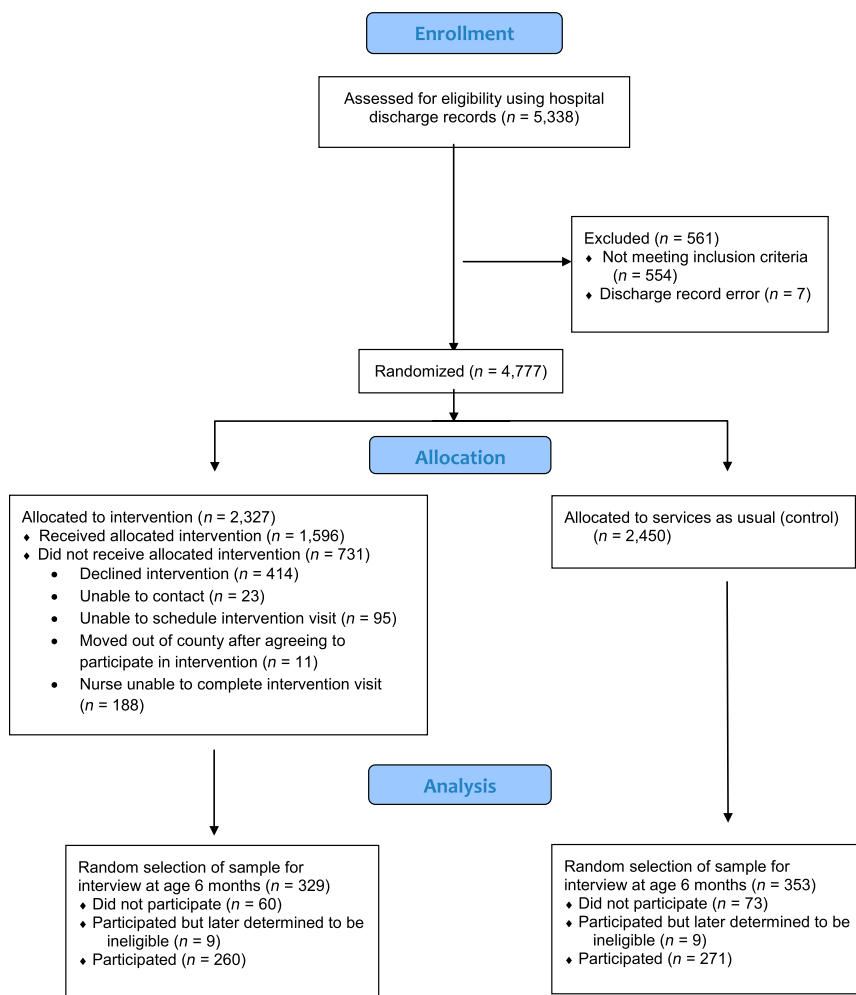 Enrollment
Assessed for eligibility using hospital
discharge records (n = 5,338)
Excluded (n = 561)
♦ Not meeting inclusion criteria
(n = 554)
♦ Discharge record error (n = 7)
Randomized (n = 4,777)
Allocation
Allocated to intervention (n = 2,327)
♦ Received allocated intervention (n = 1,596)
♦ Did not receive allocated intervention (n = 731)
• Declined intervention (n = 414)
• Unable to contact (n = 23)
• Unable to schedule intervention visit (n = 95)
• Moved out of county after agreeing to
participate in intervention (n = 11)
• Nurse unable to complete intervention visit
(n = 188)
Allocated to services as usual (control)
(n = 2,450)
Analysis
Random selection of sample for
interview at age 6 months (n = 329)
♦ Did not participate (n = 60)
♦ Participated but later determined to be
ineligible (n = 9)
♦ Participated (n = 260)
Random selection of sample for
interview at age 6 months (n = 353)
♦ Did not participate (n = 73)
♦ Participated but later determined to be
ineligible (n = 9)
♦ Participated (n = 271)